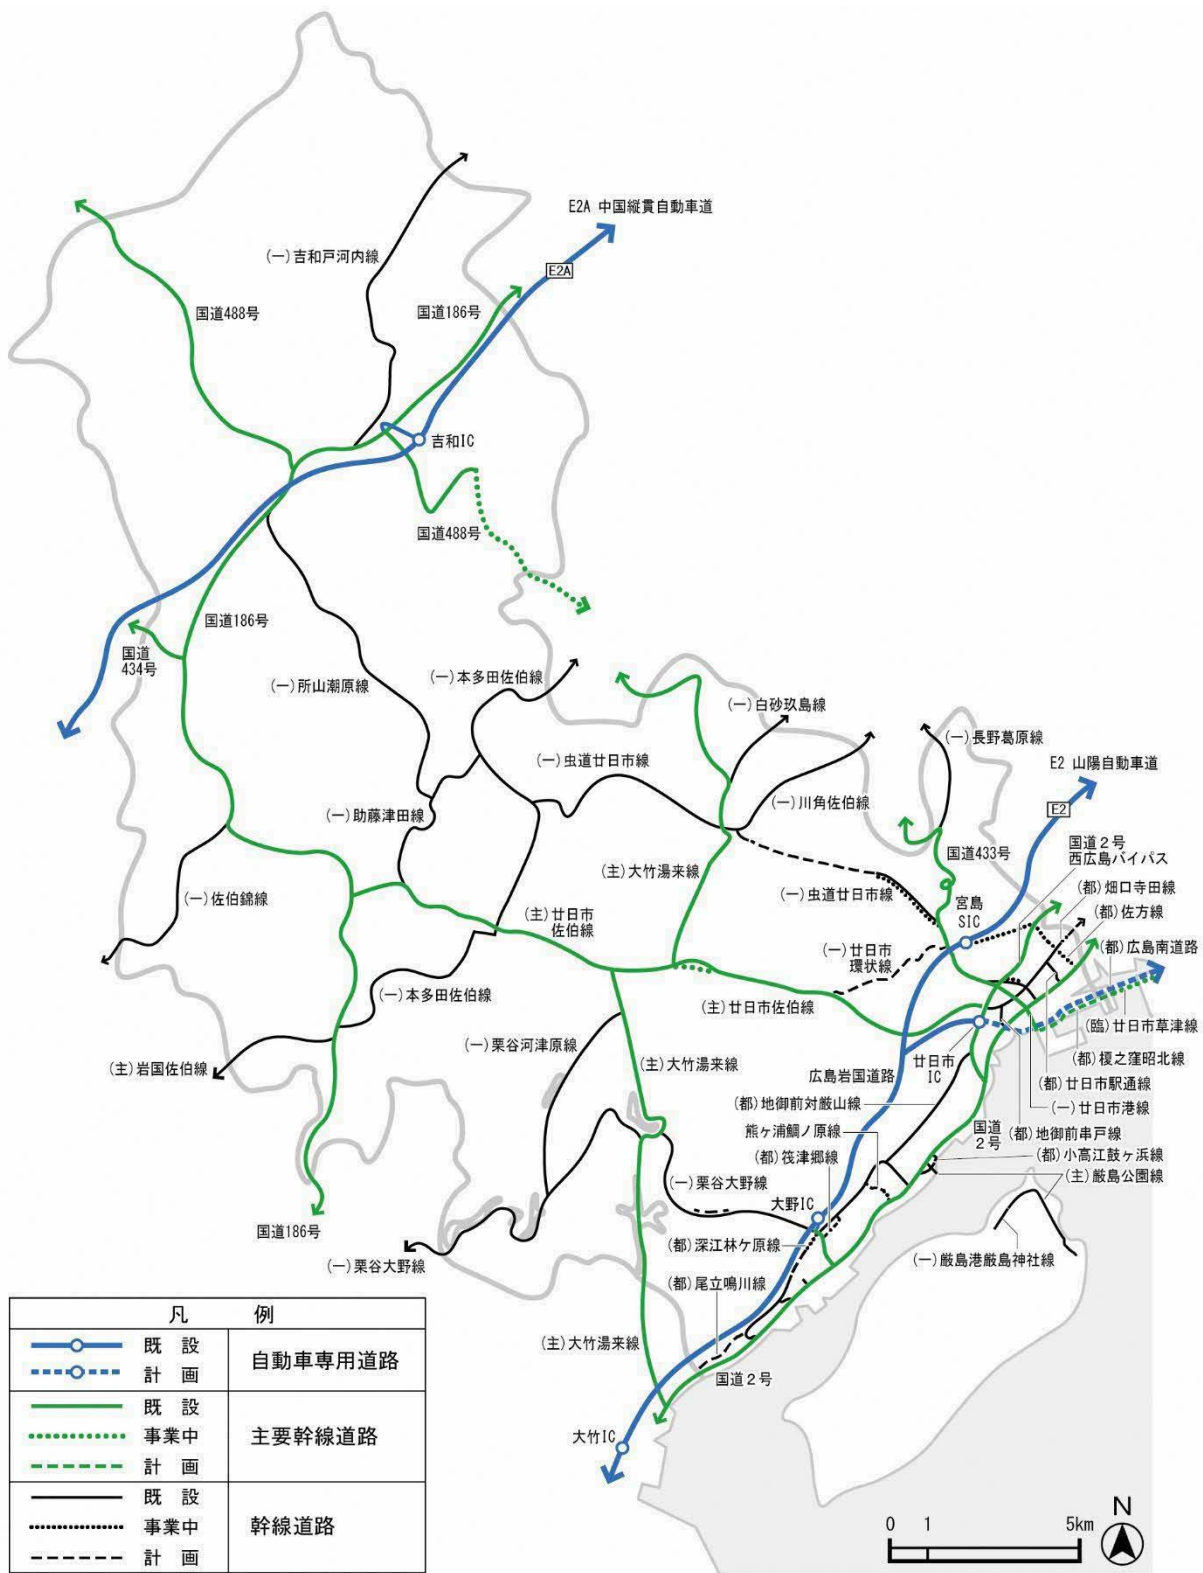 E2A 中国縦貫自動車道
E2A
(一)吉和戸河内線
国道488号
国道186号
吉和IC
国道488号
国道186号
国道
434号
(一)所山潮原線
(一)本多田佐伯線
(一)白砂玖島線
(一)長野葛原線
(一)虫道廿日市線
(一)川角佐伯線
E2 山陽自動車道
E2
(一)助藤津田線
(主)大竹湯来線
国道433号
国道2号
西広島バイパス
(一)佐伯錦線
(一)虫道廿日市線
宮島
SIC
(都)畑口寺田線
(都)佐方線
(主)廿日市
佐伯線
(一)廿日市
環状線
(都)広島南道路
(一)本多田佐伯線
(主)廿日市佐伯線
(臨)廿日市草津線
(一)栗谷河津原線
(主)岩国佐伯線
(主)大竹湯来線
広島岩国道路
廿日市
IC
(都)榎之窪昭北線
(都)廿日市駅通線
(都)地御前対厳山線
(一)廿日市港線
熊ヶ浦鯛ノ原線
国道
2号
(都)地御前串戸線
(都)筏津郷線
(都)小高江鼓ヶ浜線
(主)厳島公園線
(一)栗谷大野線
大野IC
国道186号
(都)深江林ケ原線
(一)厳島港厳島神社線
(一)栗谷大野線
(都)尾立鳴川線
(主)大竹湯来線
国道2号
大竹IC
凡 例
既 設
自動車専用道路
計 画
既 設
事業中
主要幹線道路
計 画
既 設
事業中
幹線道路
計 画
N
0 1 5km